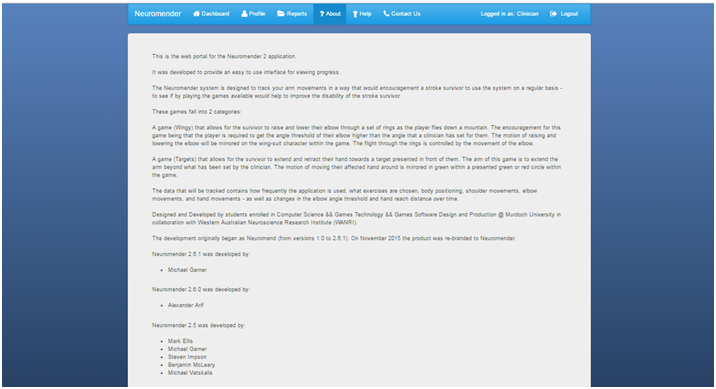 Neuromender Dashboard Profile Reports About Help Contact Us Logged in as: Clinician Logout
This is the web portal for the Neuromender 2 application.
It was developed to provide an easy to use interface for viewing progress.
The Neuromender system is designed to track your arm movements in a way that would encouragement a stroke survivor to use the system on a regular basis -
to see if by playing the games available would help to improve the disability of the stroke survivor.
These games fall into 2 categories:
A game (Wingy) that allows for the survivor to raise and lower their elbow through a set of rings as the player flies down a mountain. The encouragement for this
game being that the player is required to get the angle threshold of their elbow higher than the angle that a clinician has set for them. The motion of raising and
lowering the elbow will be mirrored on the wing-suit character within the game. The flight through the rings is controlled by the movement of the elbow.
A game (Targets) that allows for the survivor to extend and retract their hand towards a target presented in front of them. The aim of this game is to extend the
arm beyond what has been set by the clinician. The motion of moving their affected hand around is mirrored in green within a presented green or red circle within
the game.
The data that will be tracked contains how frequently the application is used, what exercises are chosen, body positioning, shoulder movements, elbow
movements, and hand movements - as well as changes in the elbow angle threshold and hand reach distance over time.
Designed and Developed by students enrolled in Computer Science && Games Technology && Games Software Design and Production @ Murdoch University in
collaboration with Western Australian Neuroscience Research Institute (WANRI).
The development originally began as Neuromend (from versions 1.0 to 2.6.1). On November 2015 the product was re-branded to Neuromender.
Neuromender 2.6.1 was developed by:
• Michael Garner
Neuromender 2.6.0 was developed by:
• Alexander Arif
Neuromender 2.5 was developed by:
• Mark Ellis
• Michael Garner
• Steven Impson
• Benjamin McLeary
• Michael Vatskalis